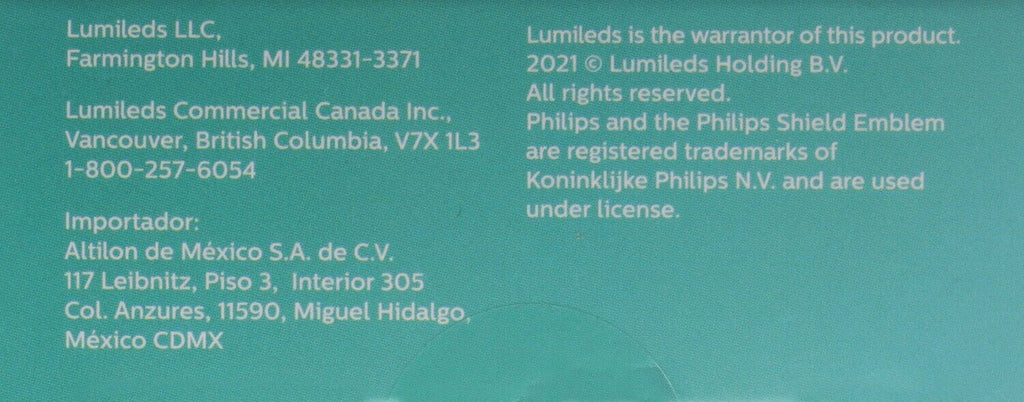 Lumileds LLC,
Farmington Hills, MI 48331-3371
Lumileds Commercial Canada Inc.,
Vancouver, British Columbia, V7X 1L3
1-800-257-6054
Importador:
Altilon de México S.A. de C.V.
117 Leibnitz, Piso 3, Interior 305
Col. Anzures, 11590, Miguel Hidalgo,
México CDMX
Lumileds is the warrantor of this product.
2021 © Lumileds Holding B.V.
All rights reserved.
Philips and the Philips Shield Emblem
are registered trademarks of
Koninklijke Philips N.V. and are used
under license.